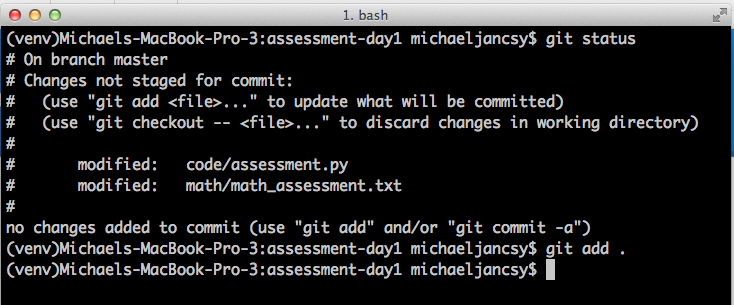 1. bash
(venv)Michaels-MacBook-Pro-3:assessment-day1 michaeljancsy$ git status
# On branch master
# Changes not staged for commit:
#   (use "git add <file>..." to update what will be committed)
#   (use "git checkout -- <file>..." to discard changes in working directory)
#
#       modified:   code/assessment.py
#       modified:   math/math_assessment.txt
#
no changes added to commit (use "git add" and/or "git commit -a")
(venv)Michaels-MacBook-Pro-3:assessment-day1 michaeljancsy$ git add .
(venv)Michaels-MacBook-Pro-3:assessment-day1 michaeljancsy$